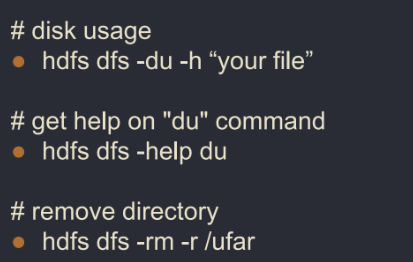 # disk usage
● hdfs dfs -du -h “your file”
# get help on "du" command
● hdfs dfs -help du
# remove directory
● hdfs dfs -rm -r /ufar